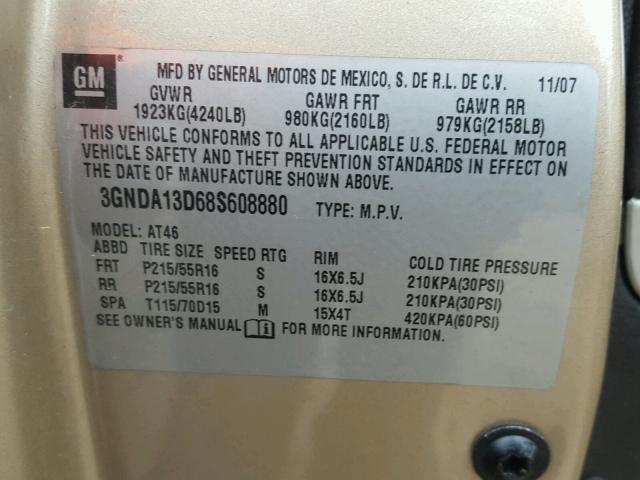 GM ®
MFD BY GENERAL MOTORS DE MEXICO, S. DE R.L. DE C.V. 11/07
GVWR GAWR FRT GAWR RR
1923KG(4240LB) 980KG(2160LB) 979KG(2158LB)
THIS VEHICLE CONFORMS TO ALL APPLICABLE U.S. FEDERAL MOTOR
VEHICLE SAFETY AND THEFT PREVENTION STANDARDS IN EFFECT ON
THE DATE OF MANUFACTURE SHOWN ABOVE.
3GNDA13D68S608880 TYPE: M.P.V.
MODEL: AT46
ABBD TIRE SIZE SPEED RTG RIM COLD TIRE PRESSURE
FRT P215/55R16 S 16X6.5J 210KPA(30PSI)
RR P215/55R16 S 16X6.5J 210KPA(30PSI)
SPA T115/70D15 M 15X4T 420KPA(60PSI)
SEE OWNER'S MANUAL FOR MORE INFORMATION.